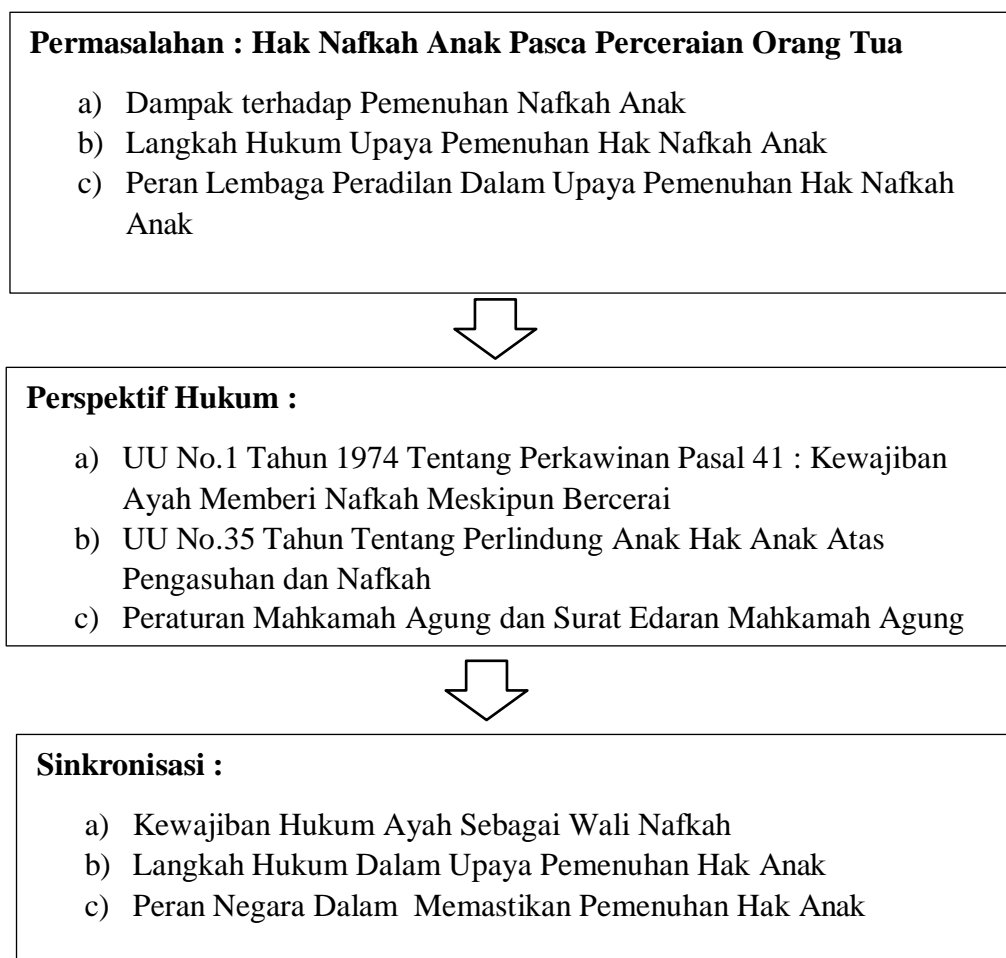 Permasalahan : Hak Nafkah Anak Pasca Perceraian Orang Tua
a) Dampak terhadap Pemenuhan Nafkah Anak
b) Langkah Hukum Upaya Pemenuhan Hak Nafkah Anak
c) Peran Lembaga Peradilan Dalam Upaya Pemenuhan Hak Nafkah
Anak
Perspektif Hukum :
a) UU No.1 Tahun 1974 Tentang Perkawinan Pasal 41 : Kewajiban
Ayah Memberi Nafkah Meskipun Bercerai
b) UU No.35 Tahun Tentang Perlindung Anak Hak Anak Atas
Pengasuhan dan Nafkah
c) Peraturan Mahkamah Agung dan Surat Edaran Mahkamah Agung
Sinkronisasi :
a) Kewajiban Hukum Ayah Sebagai Wali Nafkah
b) Langkah Hukum Dalam Upaya Pemenuhan Hak Anak
c) Peran Negara Dalam Memastikan Pemenuhan Hak Anak